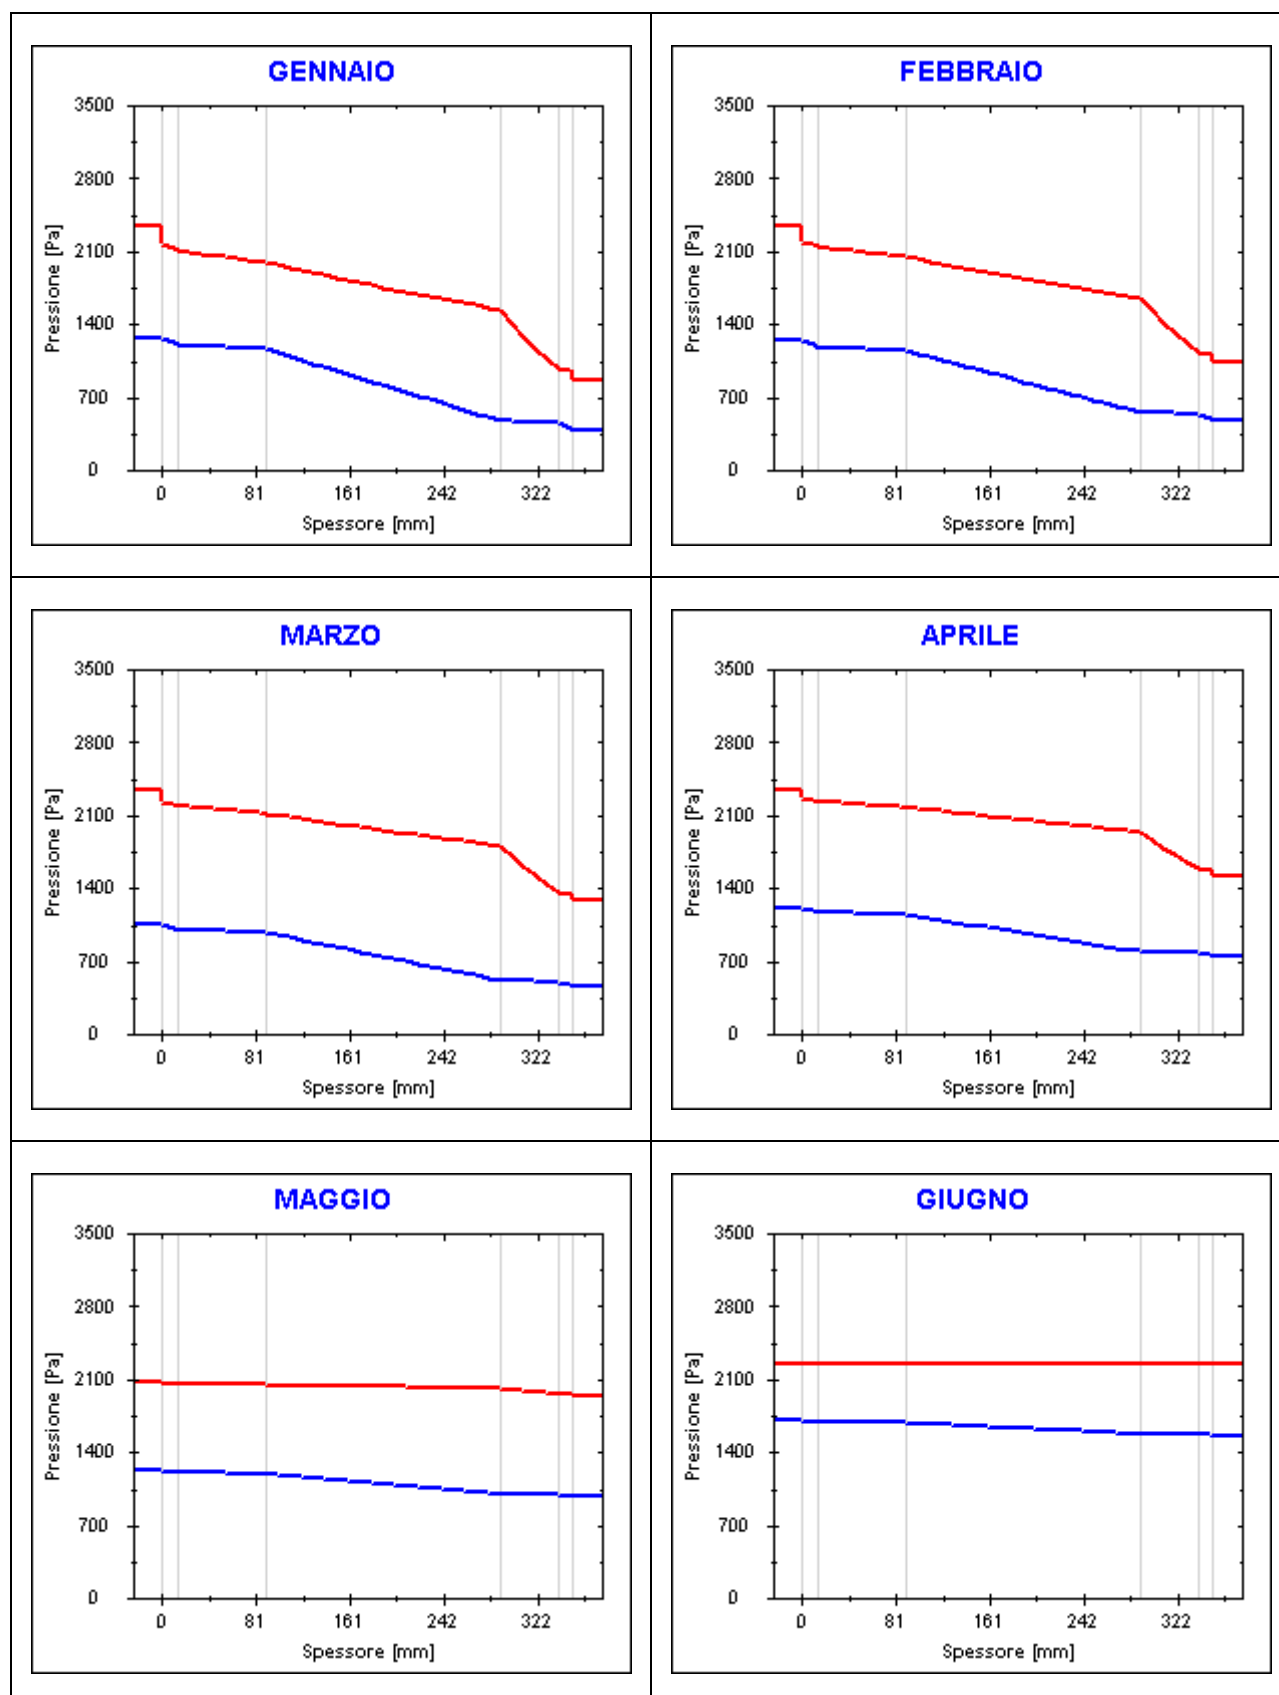 GENNAIO
3500
2800
2100
1400
700
0
Pressione [Pa]
0 81 161 242 322
Spessore [mm]
FEBBRAIO
3500
2800
2100
1400
700
0
Pressione [Pa]
0 81 161 242 322
Spessore [mm]
MARZO
3500
2800
2100
1400
700
0
Pressione [Pa]
0 81 161 242 322
Spessore [mm]
APRILE
3500
2800
2100
1400
700
0
Pressione [Pa]
0 81 161 242 322
Spessore [mm]
MAGGIO
3500
2800
2100
1400
700
0
Pressione [Pa]
0 81 161 242 322
Spessore [mm]
GIUGNO
3500
2800
2100
1400
700
0
Pressione [Pa]
0 81 161 242 322
Spessore [mm]